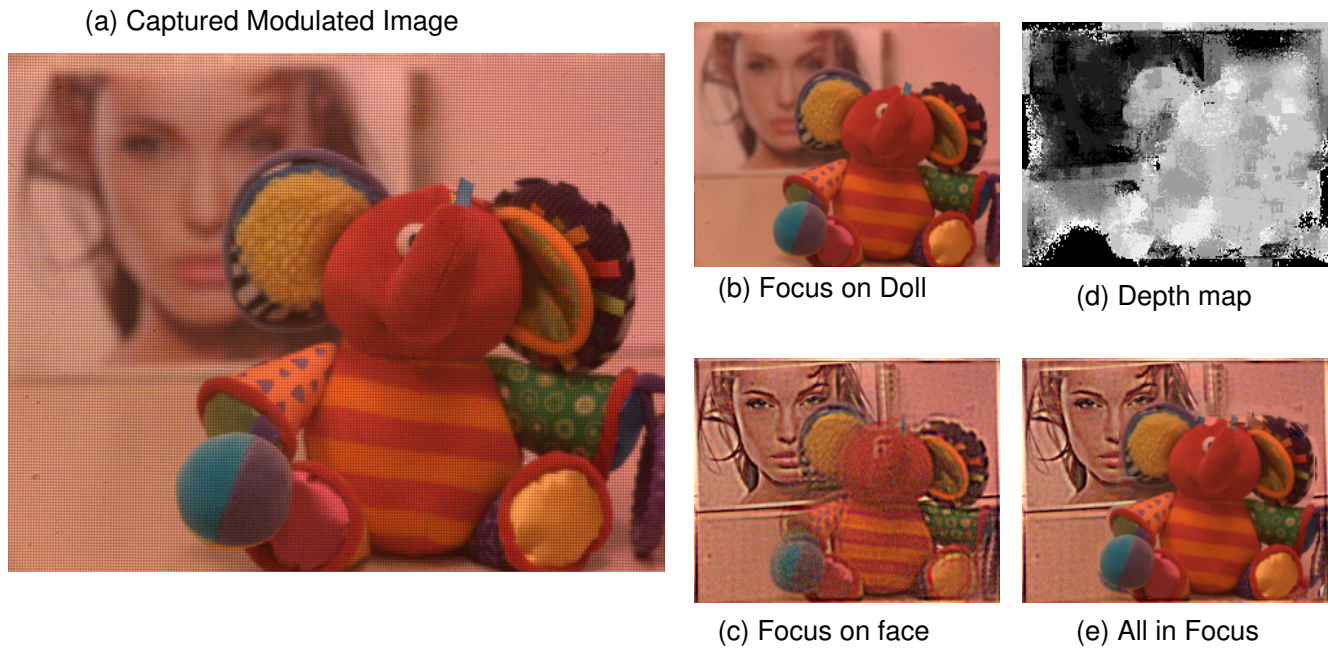 (a) Captured Modulated Image
(b) Focus on Doll
(d) Depth map
(c) Focus on face
(e) All in Focus